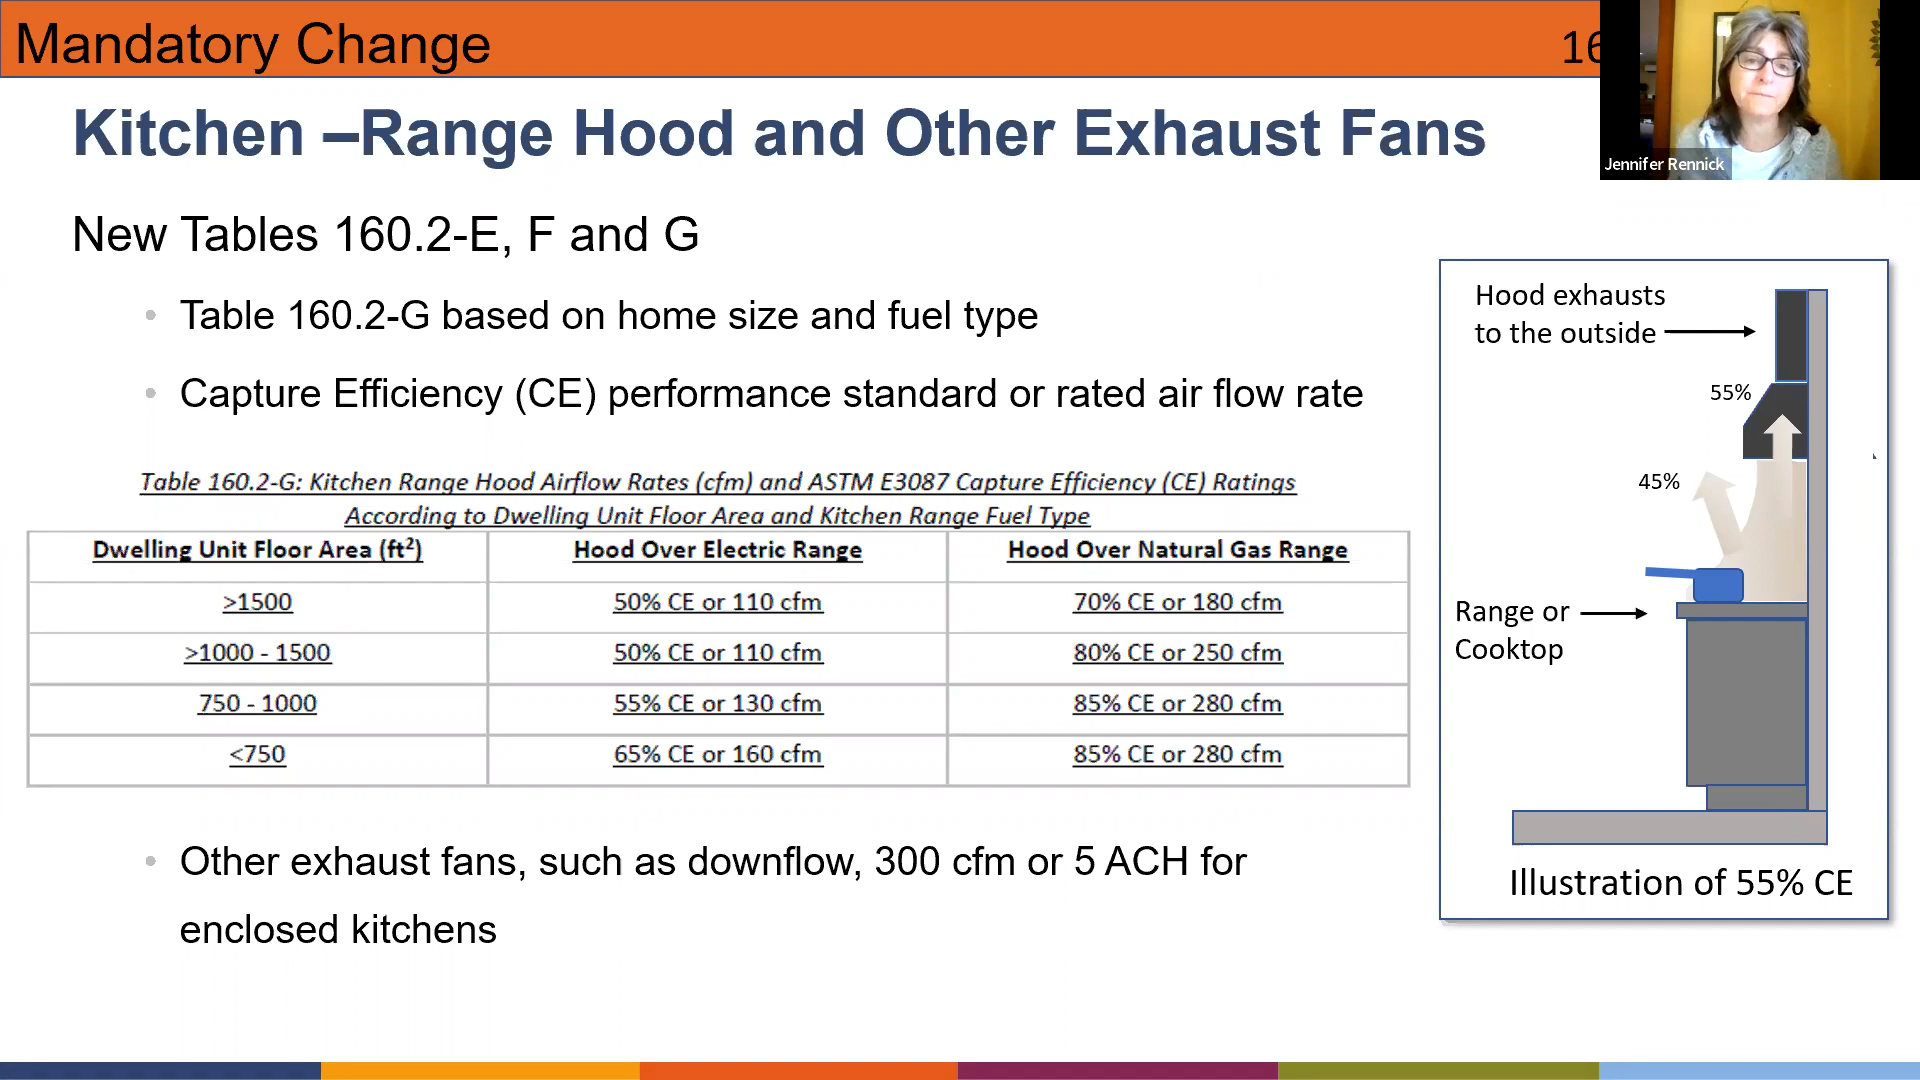 Mandatory Change
16
Jennifer Rennick
Kitchen –Range Hood and Other Exhaust Fans
New Tables 160.2-E, F and G
• Table 160.2-G based on home size and fuel type
• Capture Efficiency (CE) performance standard or rated air flow rate
Table 160.2-G: Kitchen Range Hood Airflow Rates (cfm) and ASTM E3087 Capture Efficiency (CE) Ratings
According to Dwelling Unit Floor Area and Kitchen Range Fuel Type
Dwelling Unit Floor Area (ft²) Hood Over Electric Range Hood Over Natural Gas Range
>1500 50% CE or 110 cfm 70% CE or 180 cfm
>1000 - 1500 50% CE or 110 cfm 80% CE or 250 cfm
750 - 1000 55% CE or 130 cfm 85% CE or 280 cfm
<750 65% CE or 160 cfm 85% CE or 280 cfm
• Other exhaust fans, such as downflow, 300 cfm or 5 ACH for
enclosed kitchens
Hood exhausts
to the outside
55%
45%
Range or
Cooktop
Illustration of 55% CE